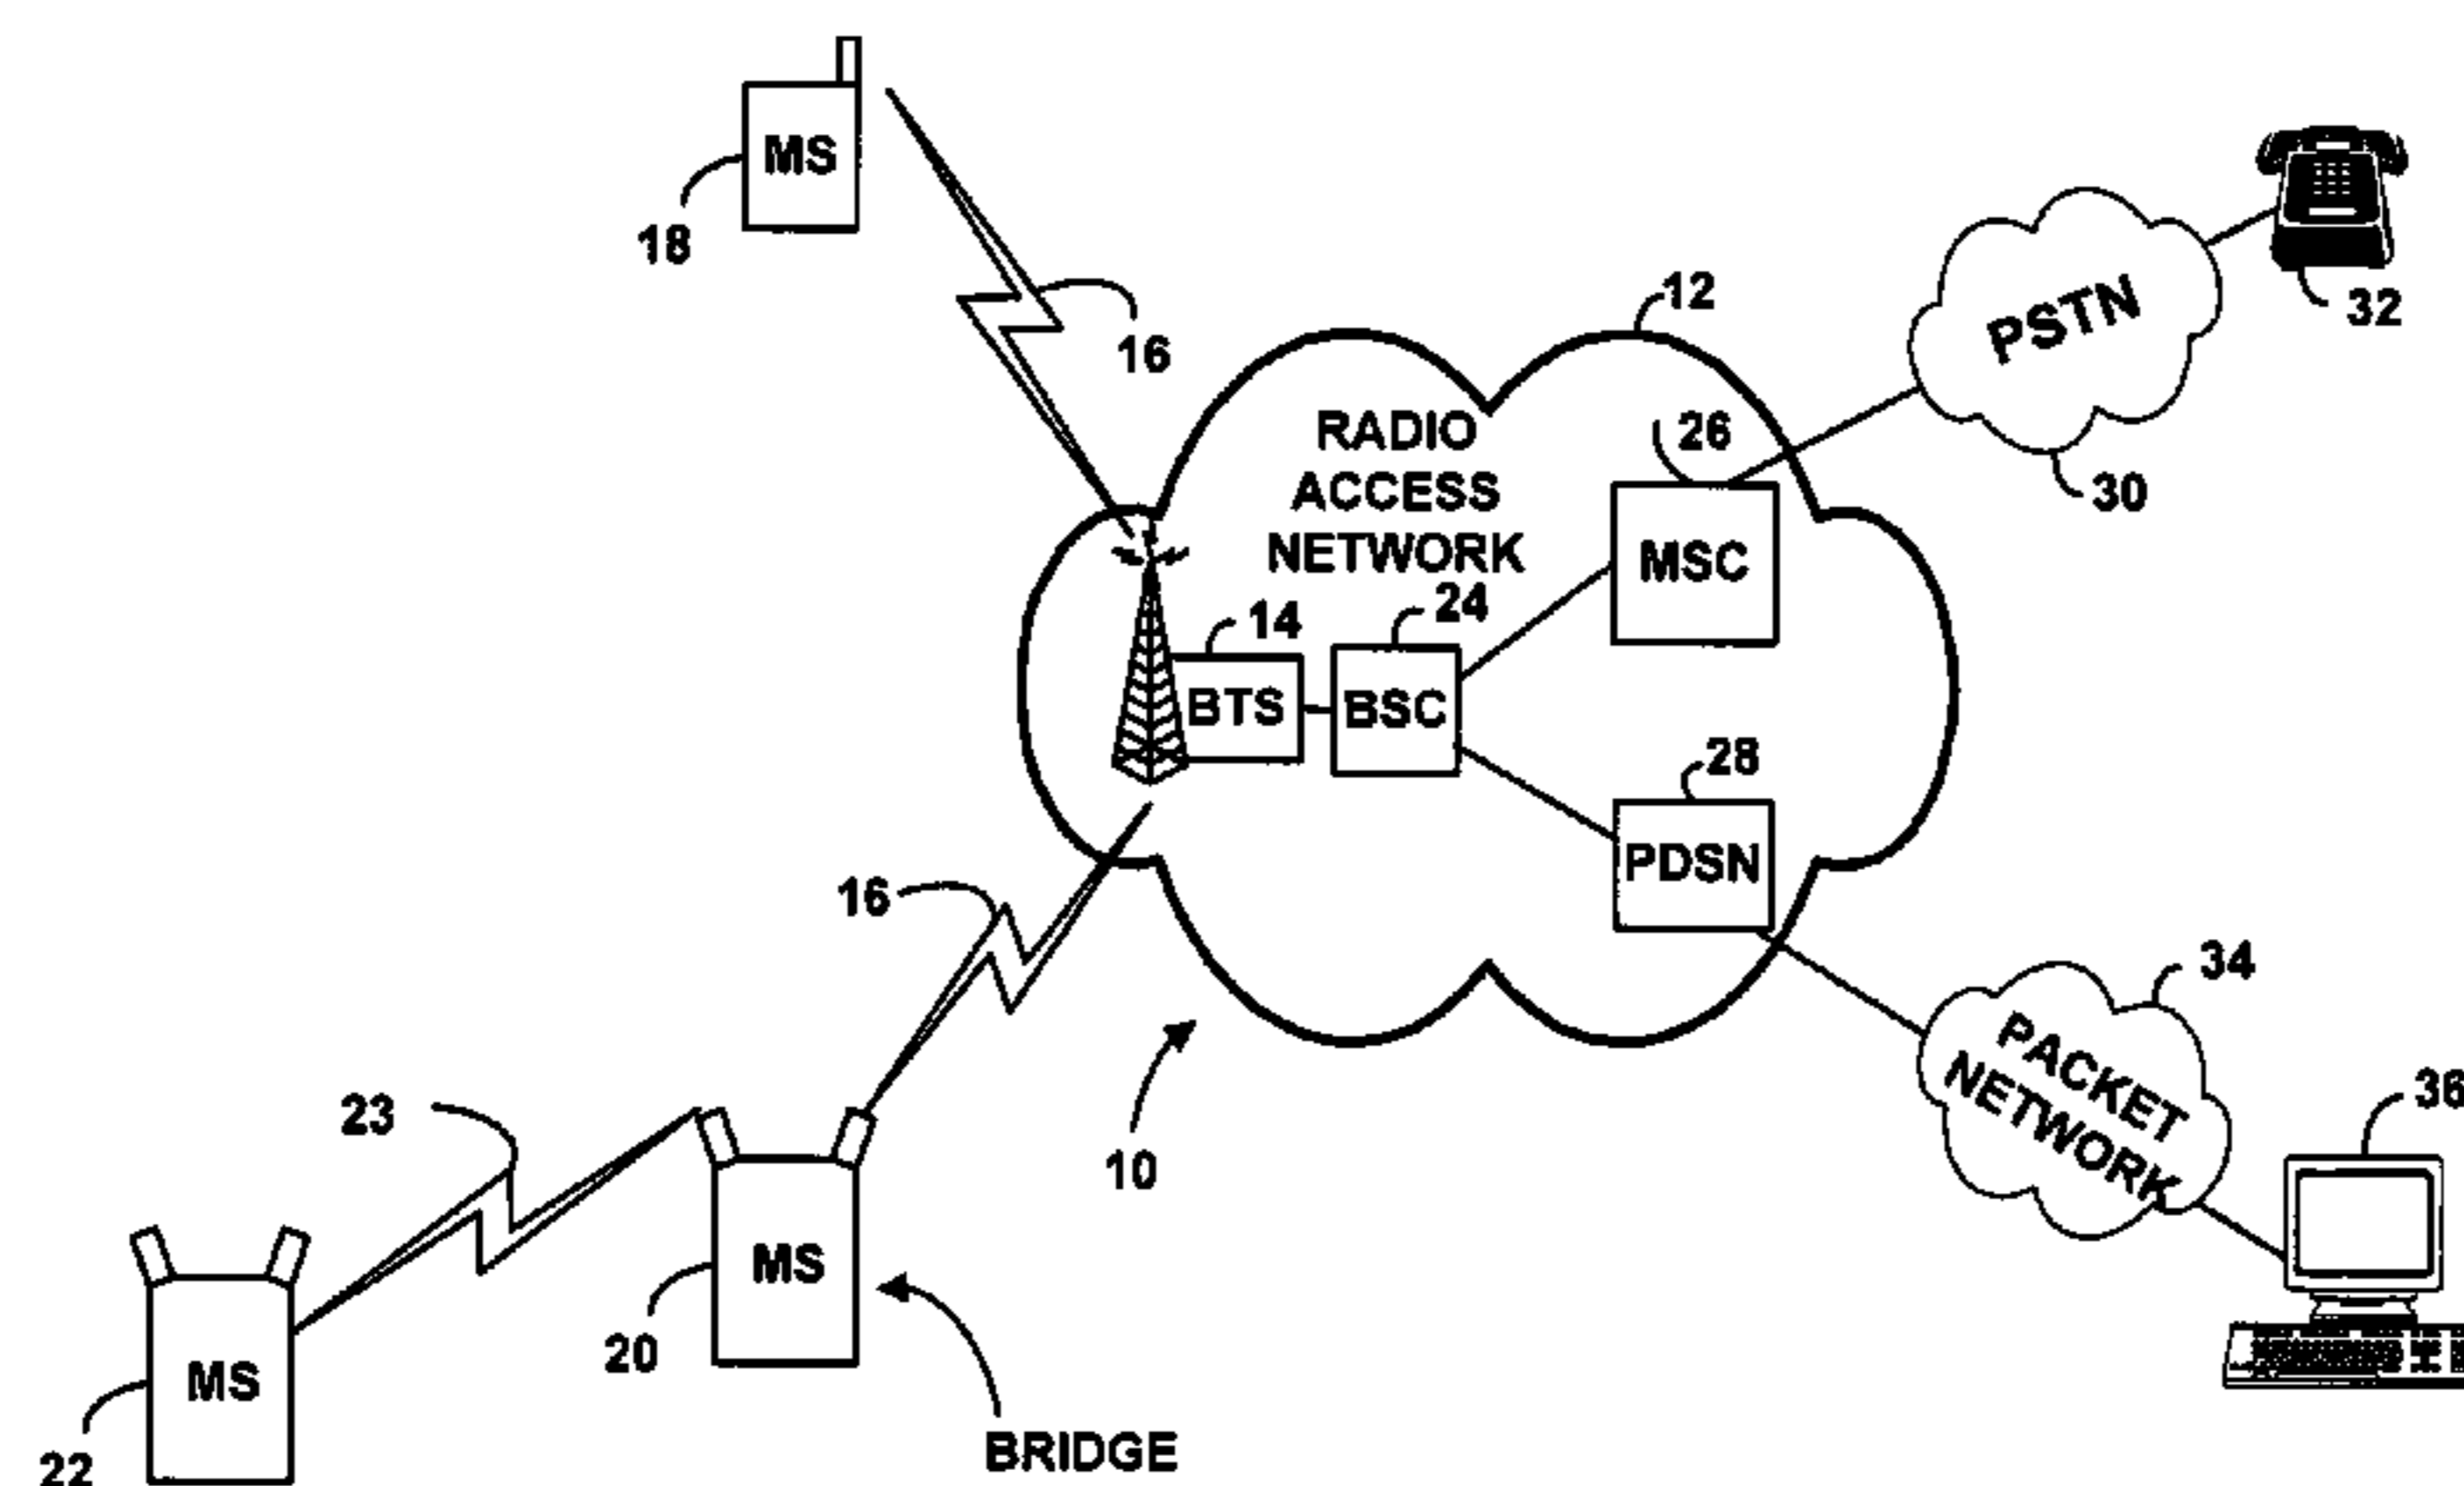 MS
18
16
12
PSTN
32
30
RADIO
ACCESS
NETWORK
26
MSC
14
24
BTS
BSC
28
PDSN
16
34
PACKET
NETWORK
36
23
10
MS
20
MS
22
BRIDGE